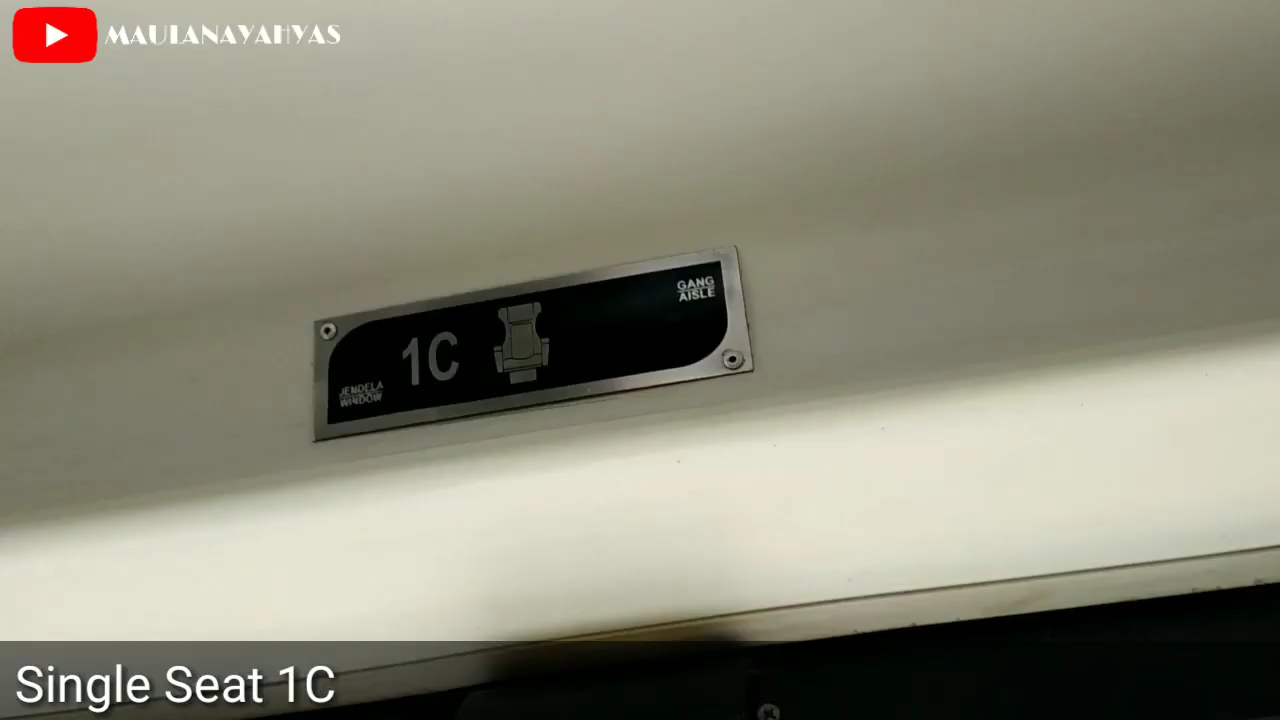 MAULANAYAHYAS
GANG
AISLE
1C
JENDELA
WINDOW
Single Seat 1C